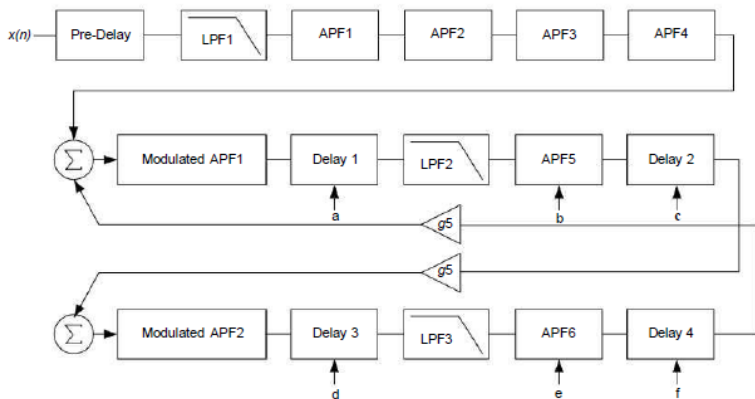 x(n) Pre-Delay LPF1 APF1 APF2 APF3 APF4
Σ Modulated APF1 Delay 1 LPF2 APF5 Delay 2
a b c
g5
g5
Σ Modulated APF2 Delay 3 LPF3 APF6 Delay 4
d e f